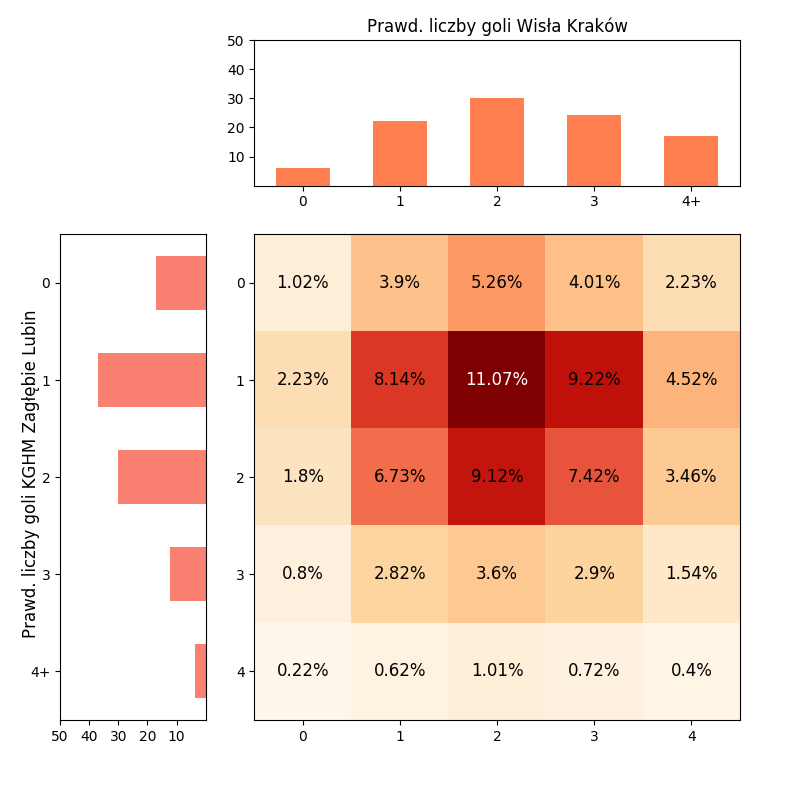 Prawd. liczby goli Wisła Kraków
50
40
30
20
10
0 1 2 3 4+
Prawd. liczby goli KGHM Zagłębie Lubin
0
1
2
3
4+
50 40 30 20 10
0 1.02% 3.9% 5.26% 4.01% 2.23%
1 2.23% 8.14% 11.07% 9.22% 4.52%
2 1.8% 6.73% 9.12% 7.42% 3.46%
3 0.8% 2.82% 3.6% 2.9% 1.54%
4 0.22% 0.62% 1.01% 0.72% 0.4%
0 1 2 3 4